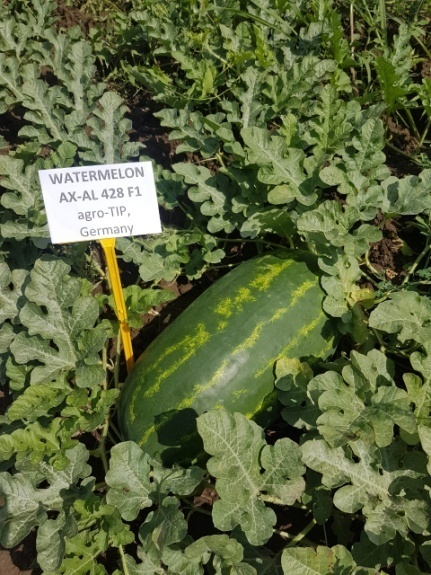 WATERMELON
AX-AL 428 F1
agro-TIP,
Germany